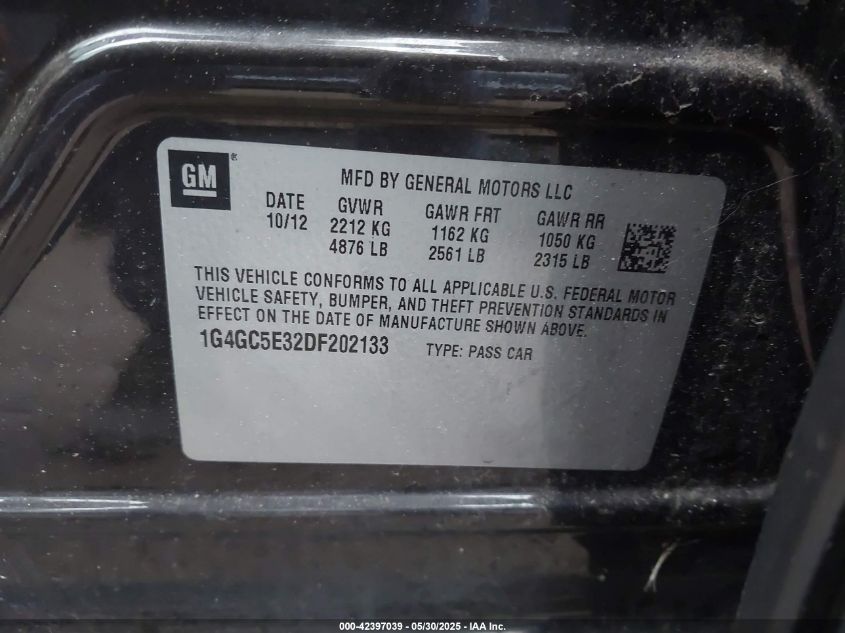 GM®
MFD BY GENERAL MOTORS LLC
DATE GVWR GAWR FRT GAWR RR
10/12 2212 KG 1162 KG 1050 KG
4876 LB 2561 LB 2315 LB
THIS VEHICLE CONFORMS TO ALL APPLICABLE U.S. FEDERAL MOTOR
VEHICLE SAFETY, BUMPER, AND THEFT PREVENTION STANDARDS IN
EFFECT ON THE DATE OF MANUFACTURE SHOWN ABOVE.
1G4GC5E32DF202133 TYPE: PASS CAR
000-42397039 - 05/30/2025 - IAA Inc.